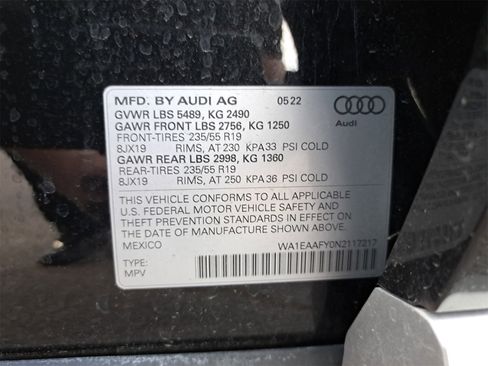 MFD. BY AUDI AG 05 22
GVWR LBS 5489, KG 2490
GAWR FRONT LBS 2756, KG 1250
FRONT-TIRES 235/55 R19
8JX19 RIMS, AT 230 KPA33 PSI COLD
GAWR REAR LBS 2998, KG 1360
REAR-TIRES 235/55 R19
8JX19 RIMS, AT 250 KPA36 PSI COLD
Audi
THIS VEHICLE CONFORMS TO ALL APPLICABLE
U.S. FEDERAL MOTOR VEHICLE SAFETY AND
THEFT PREVENTION STANDARDS IN EFFECT ON
THE DATE OF MANUFACTURE SHOWN ABOVE.
MEXICO WA1EAAFY0N2117217
TYPE:
MPV